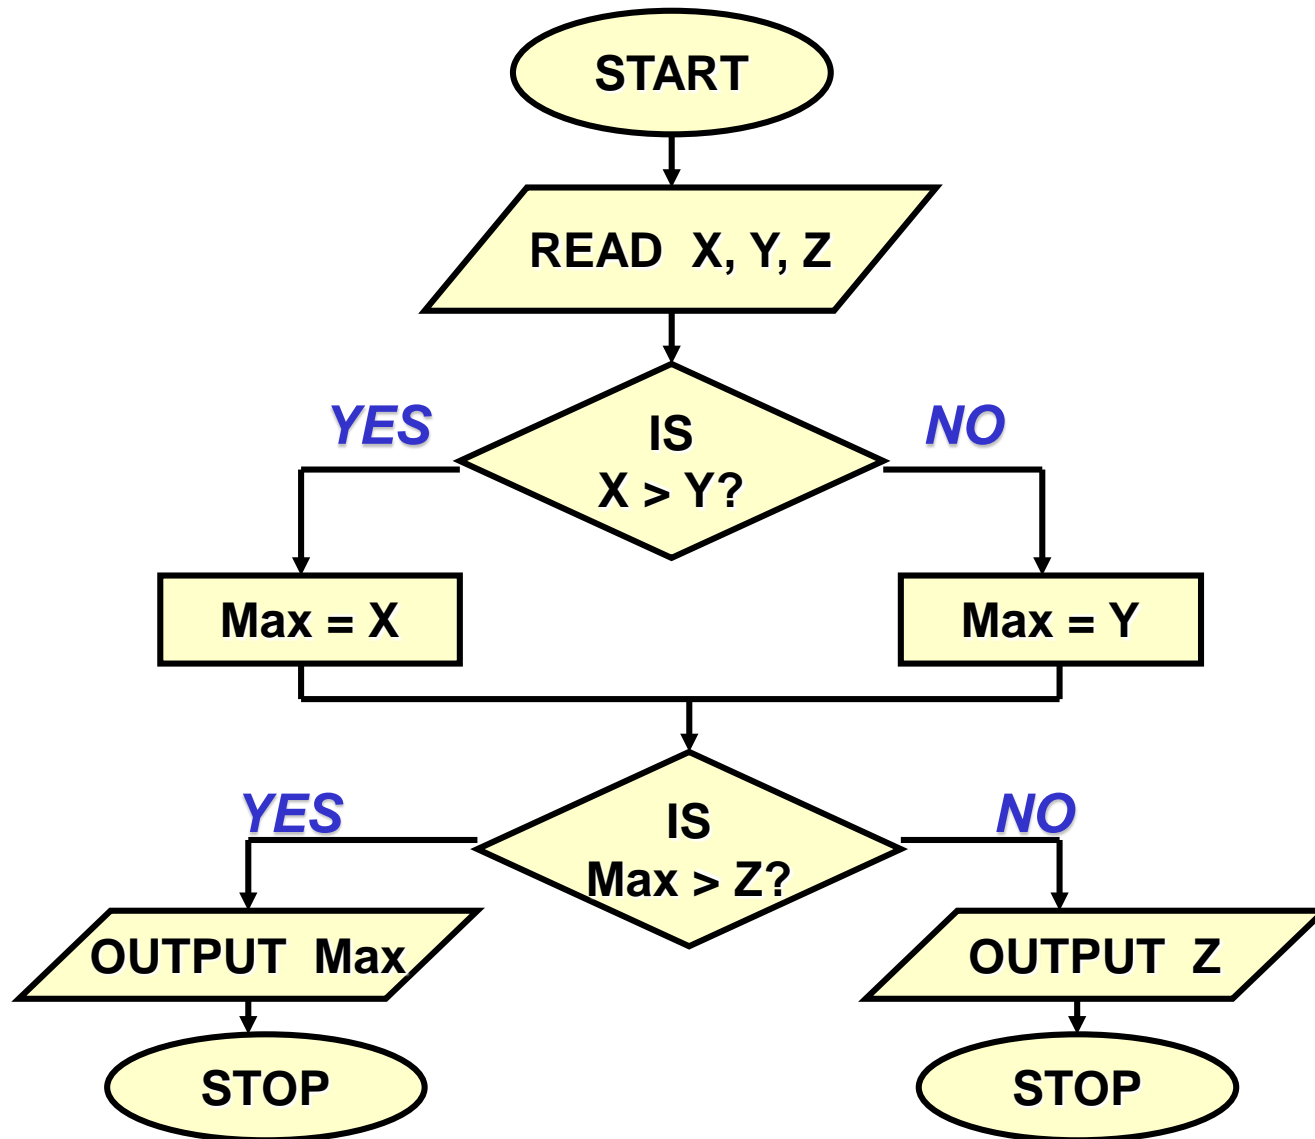 START
READ X, Y, Z
YES
NO
IS
X > Y?
Max = X
Max = Y
YES
NO
IS
Max > Z?
OUTPUT Max
OUTPUT Z
STOP
STOP